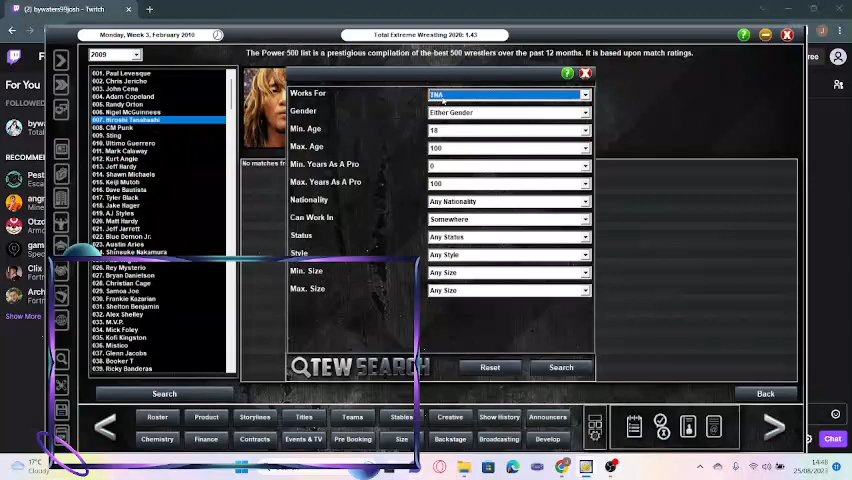 (2) bywaters99josh - Twitch
Monday, Week 3, February 2010
Total Extreme Wrestling 2020: 1.43
2009
The Power 500 list is a prestigious compilation of the best 500 wrestlers over the past 12 months. It is based upon match ratings.
For You
001. Paul Levesque
002. Chris Jericho
003. John Cena
004. Adam Copeland
005. Randy Orton
006. Nigel McGuinness
007. Hiroshi Tanahashi
008. CM Punk
009. Sting
010. Ultimo Guerrero
011. Mark Calaway
012. Kurt Angle
013. Jeff Hardy
014. Shawn Michaels
015. Keiji Mutoh
016. Dave Bautista
017. Tyler Black
018. Jake Hager
019. AJ Styles
020. Matt Hardy
021. Jeff Jarrett
022. Blue Demon Jr.
023. Austin Aries
024. Shinsuke Nakamura
026. Rey Mysterio
027. Bryan Danielson
028. Christian Cage
029. Samoa Joe
030. Frankie Kazarian
031. Shelton Benjamin
032. Alex Shelley
033. M.V.P.
034. Mick Foley
035. Kofi Kingston
036. Mistico
037. Glenn Jacobs
038. Booker T
039. Ricky Banderas
No matches
Works For TNA
Gender Either Gender
Min. Age 18
Max. Age 100
Min. Years As A Pro 0
Max. Years As A Pro 100
Nationality Any Nationality
Can Work In Somewhere
Status Any Status
Style Any Style
Min. Size Any Size
Max. Size Any Size
TEW SEARCH
Reset
Search
Search
Back
RECOMME
Show More
Roster
Product
Storylines
Titles
Teams
Stables
Creative
Show History
Announcers
Chemistry
Finance
Contracts
Events & TV
Pre Booking
Size
Backstage
Broadcasting
Develop
Chat
17°C
Cloudy
14:48
25/08/2023